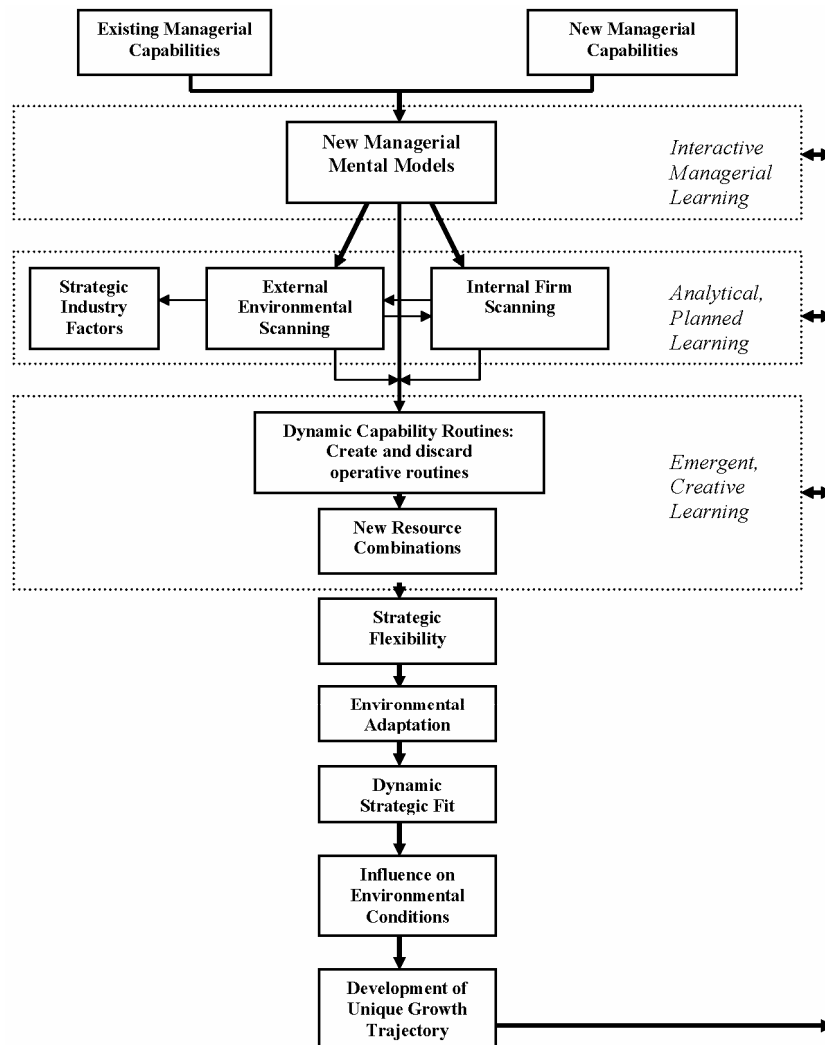 Existing Managerial
Capabilities
New Managerial
Capabilities
New Managerial
Mental Models
Interactive
Managerial
Learning
Strategic
Industry
Factors
External
Environmental
Scanning
Internal Firm
Scanning
Analytical,
Planned
Learning
Dynamic Capability Routines:
Create and discard
operative routines
Emergent,
Creative
Learning
New Resource
Combinations
Strategic
Flexibility
Environmental
Adaptation
Dynamic
Strategic Fit
Influence on
Environmental
Conditions
Development of
Unique Growth
Trajectory